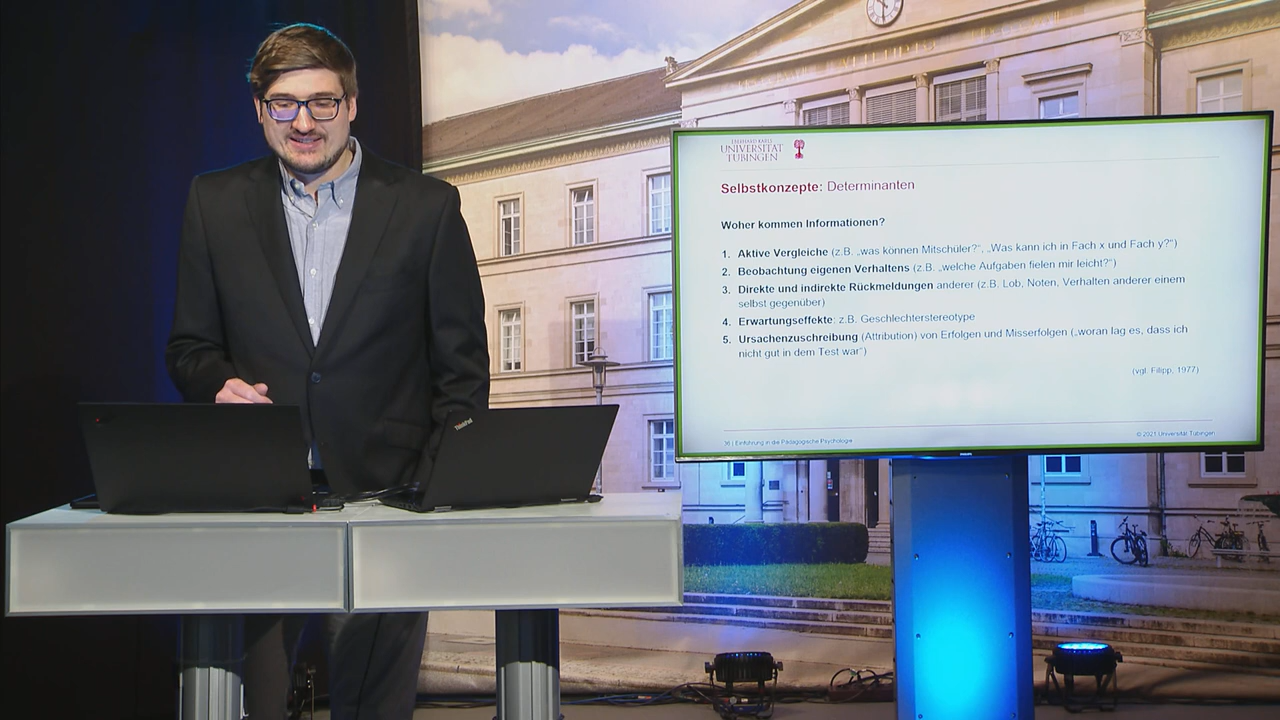 EBERHARD KARLS
UNIVERSITÄT
TÜBINGEN
Selbstkonzepte: Determinanten
Woher kommen Informationen?
1. Aktive Vergleiche (z.B. „was können Mitschüler?“, „Was kann ich in Fach x und Fach y?“)
2. Beobachtung eigenen Verhaltens (z.B. „welche Aufgaben fielen mir leicht?“)
3. Direkte und indirekte Rückmeldungen anderer (z.B. Lob, Noten, Verhalten anderer einem
selbst gegenüber)
4. Erwartungseffekte: z.B. Geschlechterstereotype
5. Ursachenzuschreibung (Attribution) von Erfolgen und Misserfolgen („woran lag es, dass ich
nicht gut in dem Test war“)
(vgl. Filipp, 1977)
36 | Einführung in die Pädagogische Psychologie
© 2021 Universität Tübingen
PHILIPS
ThinkPad